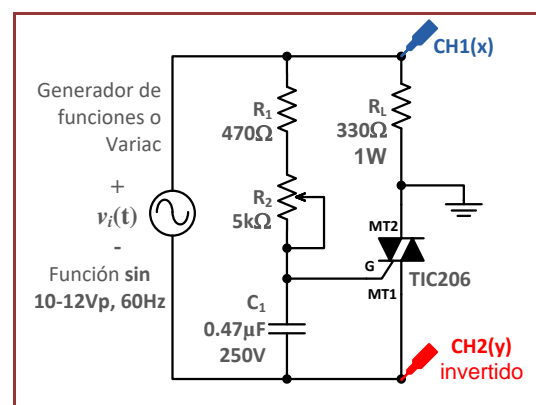 CH1(x)
Generador de
funciones o
Variac
+
vi(t)
-
Función sin
10-12Vp, 60Hz
R1
470Ω
R2
5kΩ
C1
0.47µF
250V
RL
330Ω
1W
MT2
G
MT1
TIC206
CH2(y)
invertido